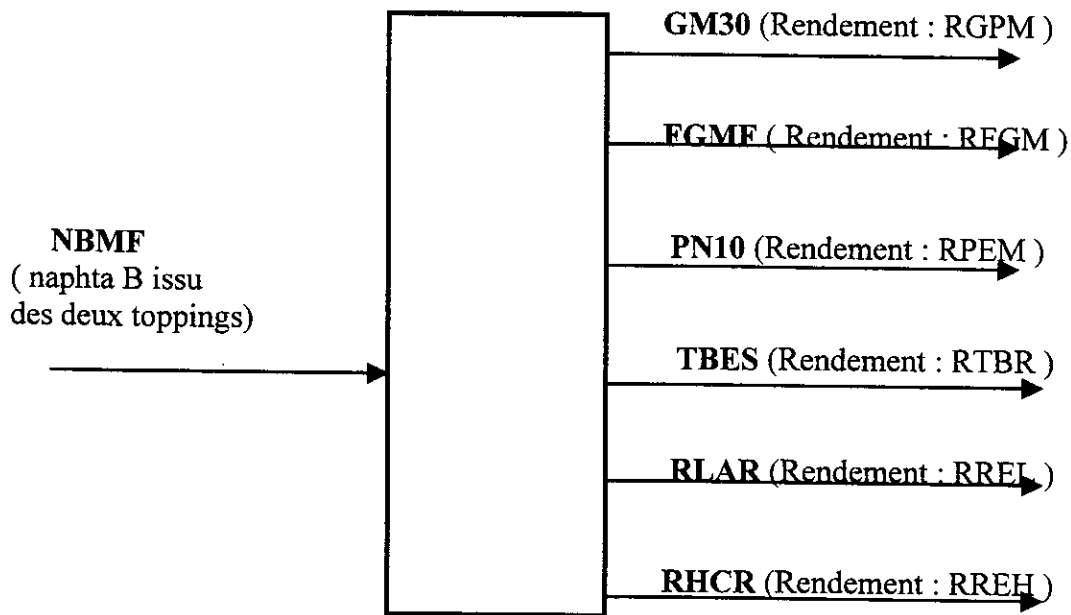 GM30 (Rendement : RGPM )
FGMF ( Rendement : RFGM )
NBMF
( naphta B issu
des deux toppings)
PN10 (Rendement : RPEM )
TBES (Rendement : RTBR )
RLAR (Rendement : RREL )
RHCR (Rendement : RREH )